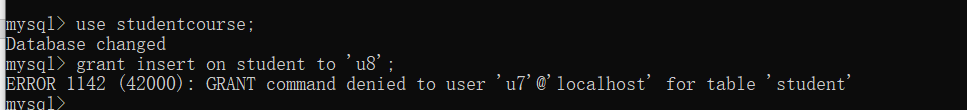 mysql> use studentcourse;
Database changed
mysql> grant insert on student to 'u8';
ERROR 1142 (42000): GRANT command denied to user 'u7'@'localhost' for table 'student'
mysql>